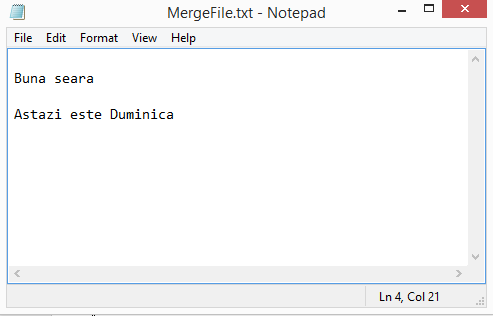 MergeFile.txt - Notepad
File Edit Format View Help
Buna seara
Astazi este Duminica
Ln 4, Col 21